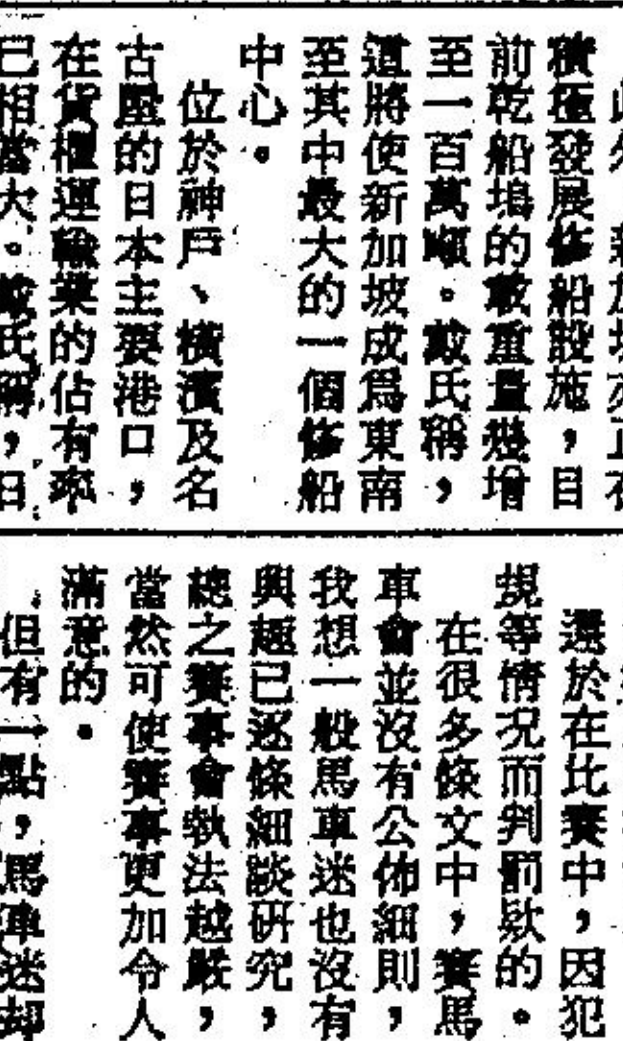 積極發展修船設施，目
前乾船塢的載重量幾增
至一百萬噸。戴氏稱，
道將使新加坡成爲東南
至其中最大的一個修船
中心。
位於神戶、橫濱及名
古屋的日本主要港口，
在貨櫃運輸業的佔有率
已相當大。戴氏稱，日
還於在比賽中，因犯
規等情况而判罰欵的。
在很多條文中，賽馬
車會並沒有公佈細則，
我想一般馬車迷也沒有
興趣已逐條細談研究，
總之賽事會執法越嚴，
當然可使賽事更加令人
滿意的。
但有一點，馬車迷却